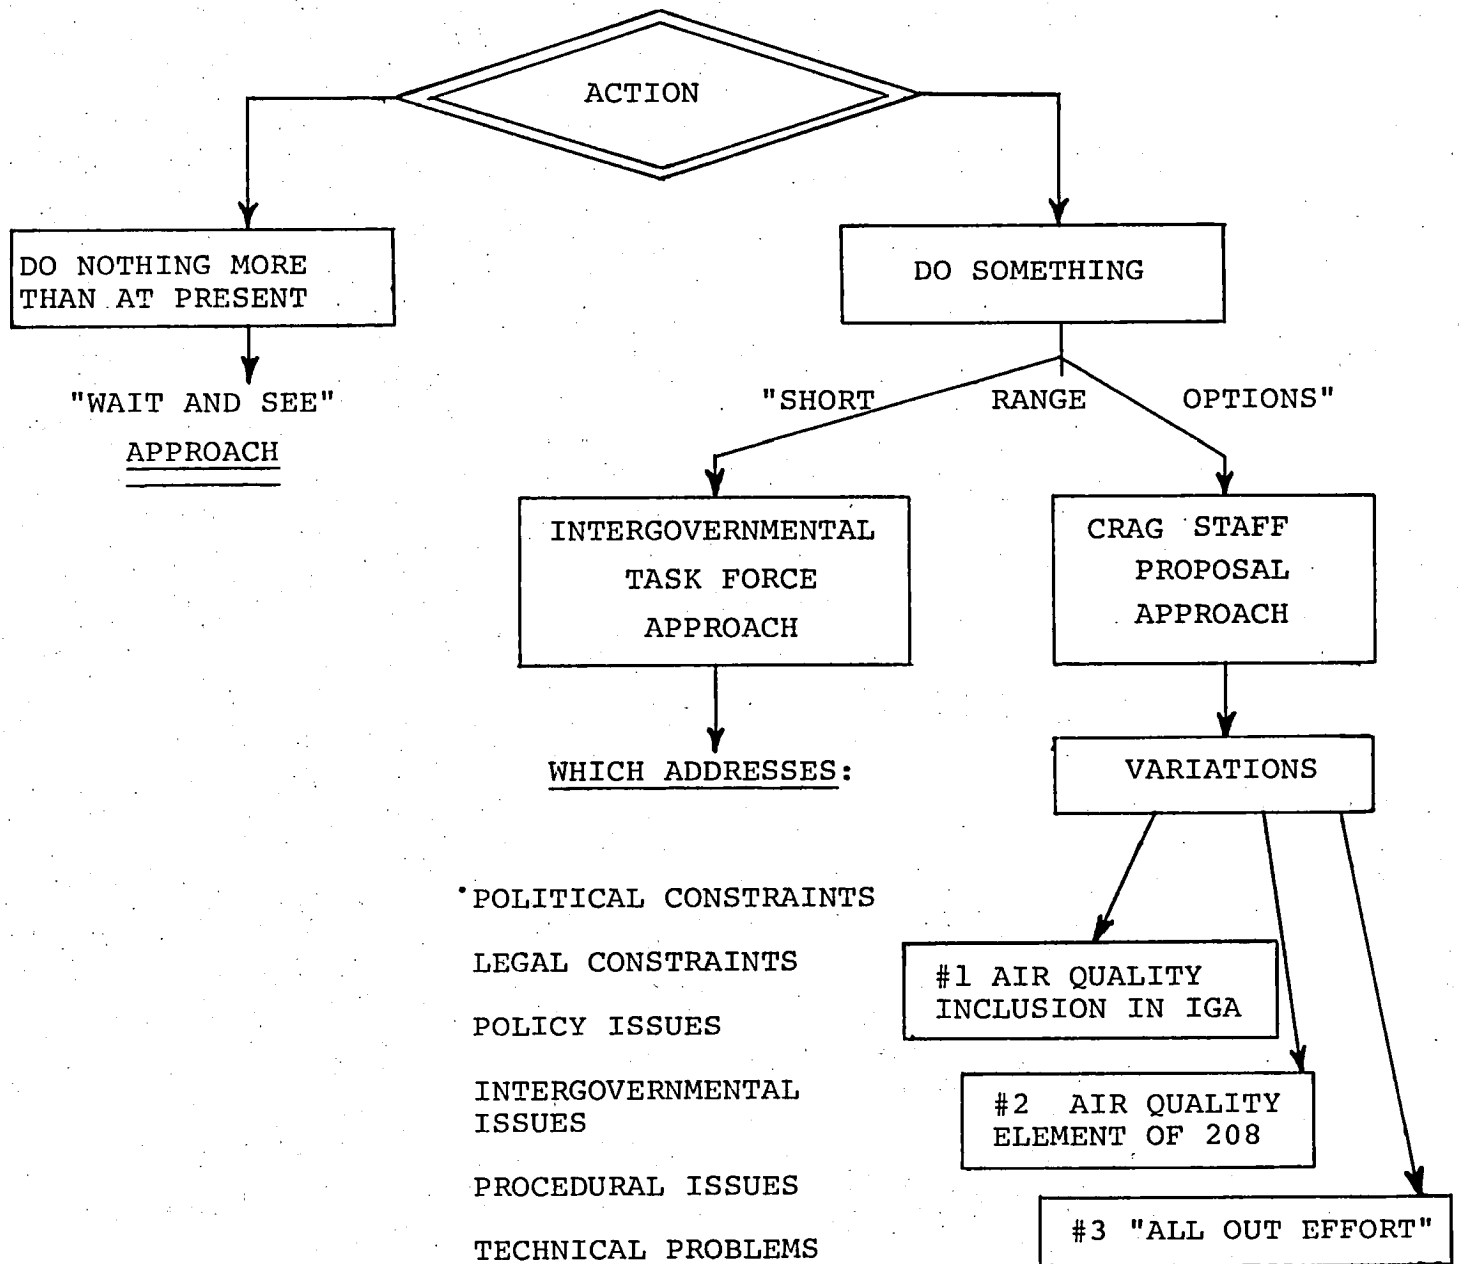 ACTION
DO NOTHING MORE
THAN AT PRESENT
"WAIT AND SEE"
APPROACH
DO SOMETHING
"SHORT RANGE OPTIONS"
INTERGOVERNMENTAL
TASK FORCE
APPROACH
WHICH ADDRESSES:
POLITICAL CONSTRAINTS
LEGAL CONSTRAINTS
POLICY ISSUES
INTERGOVERNMENTAL
ISSUES
PROCEDURAL ISSUES
TECHNICAL PROBLEMS
CRAG STAFF
PROPOSAL
APPROACH
VARIATIONS
#1 AIR QUALITY
INCLUSION IN IGA
#2 AIR QUALITY
ELEMENT OF 208
#3 "ALL OUT EFFORT"